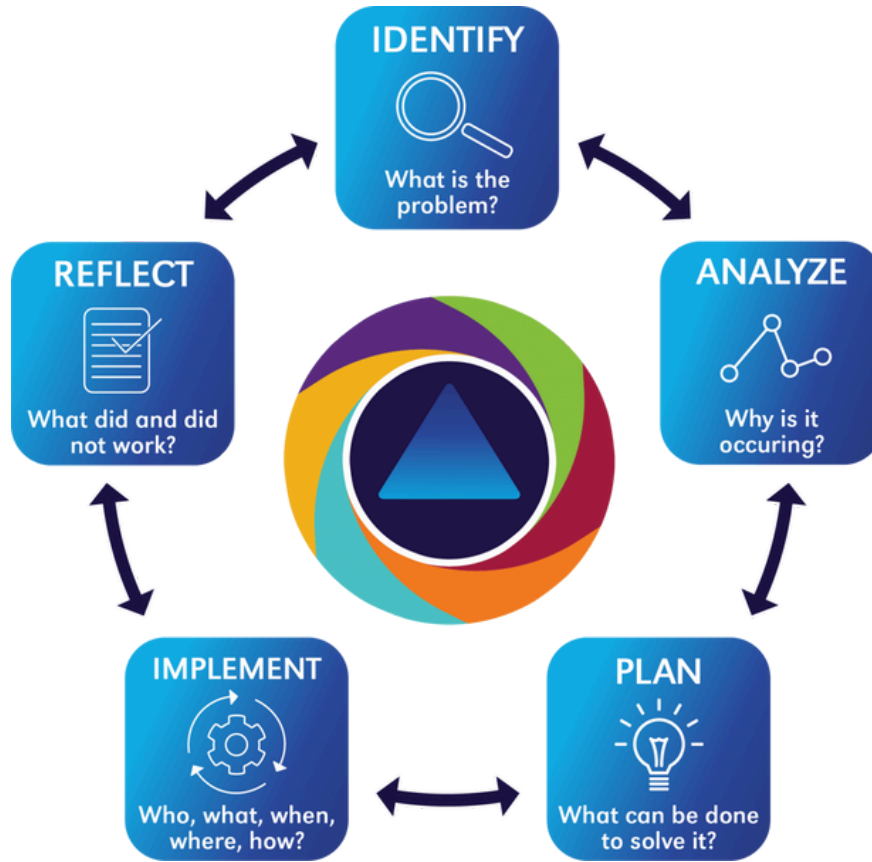 IDENTIFY
What is the
problem?
ANALYZE
Why is it
occuring?
PLAN
What can be done
to solve it?
IMPLEMENT
Who, what, when,
where, how?
REFLECT
What did and did
not work?